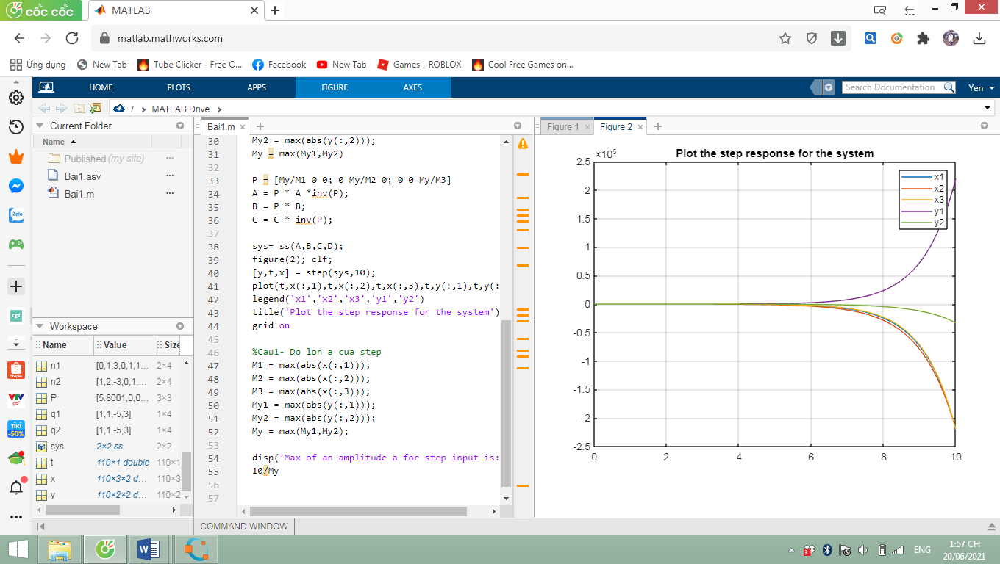 cốc cốc
MATLAB
matlab.mathworks.com
Ứng dụng
New Tab
Tube Clicker - Free O...
Facebook
New Tab
Games - ROBLOX
Cool Free Games on...
HOME
PLOTS
APPS
FIGURE
AXES
Search Documentation
Yen
/
MATLAB Drive
Current Folder
Name
Published (my site)
Bai1.asv
Bai1.m
Workspace
Name Value Size
n1 [0,1,3,0;1,1... 2×4
n2 [1,2,-3,0;1,... 2×4
P [5.8001,0,0... 3×3
q1 [1,1,-5,3] 1×4
q2 [1,1,-5,3] 1×4
sys 2×2 ss 2×2
t 110×1 double 110×1
x 110×3×2 d... 110×3
y 110×2×2 d... 110×2
Bai1.m
30 My2 = max(abs(y(:,2)));
31 My = max(My1,My2)
32
33 P = [My/M1 0 0; 0 My/M2 0; 0 0 My/M3]
34 A = P * A *inv(P);
35 B = P * B;
36 C = C * inv(P);
37
38 sys= ss(A,B,C,D);
39 figure(2); clf;
40 [y,t,x] = step(sys,10);
41 plot(t,x(:,1),t,x(:,2),t,x(:,3),t,y(:,1),t,y(:
42 legend('x1','x2','x3','y1','y2')
43 title('Plot the step response for the system')
44 grid on
45
46 %Cau1- Do lon a cua step
47 M1 = max(abs(x(:,1)));
48 M2 = max(abs(x(:,2)));
49 M3 = max(abs(x(:,3)));
50 My1 = max(abs(y(:,1)));
51 My2 = max(abs(y(:,2)));
52 My = max(My1,My2);
53
54 disp('Max of an amplitude a for step input is:
55 10/My
56
57
COMMAND WINDOW
Figure 1
Figure 2
×10⁵
Plot the step response for the system
2.5
2
1.5
1
0.5
0
-0.5
-1
-1.5
-2
-2.5
0 2 4 6 8 10
x1
x2
x3
y1
y2
Zalo
cgt
Shopee
VTV
go
TIKI
-50%
3
ENG
1:57 CH
20/06/2021